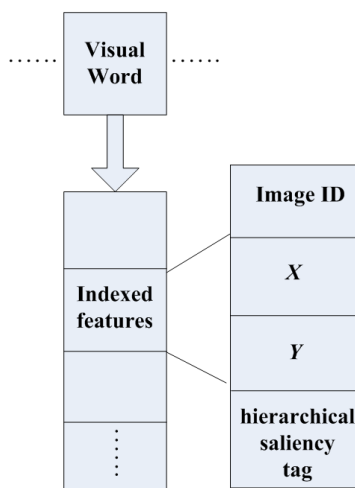 Visual
Word
Indexed
features
Image ID
X
Y
hierarchical
saliency
tag